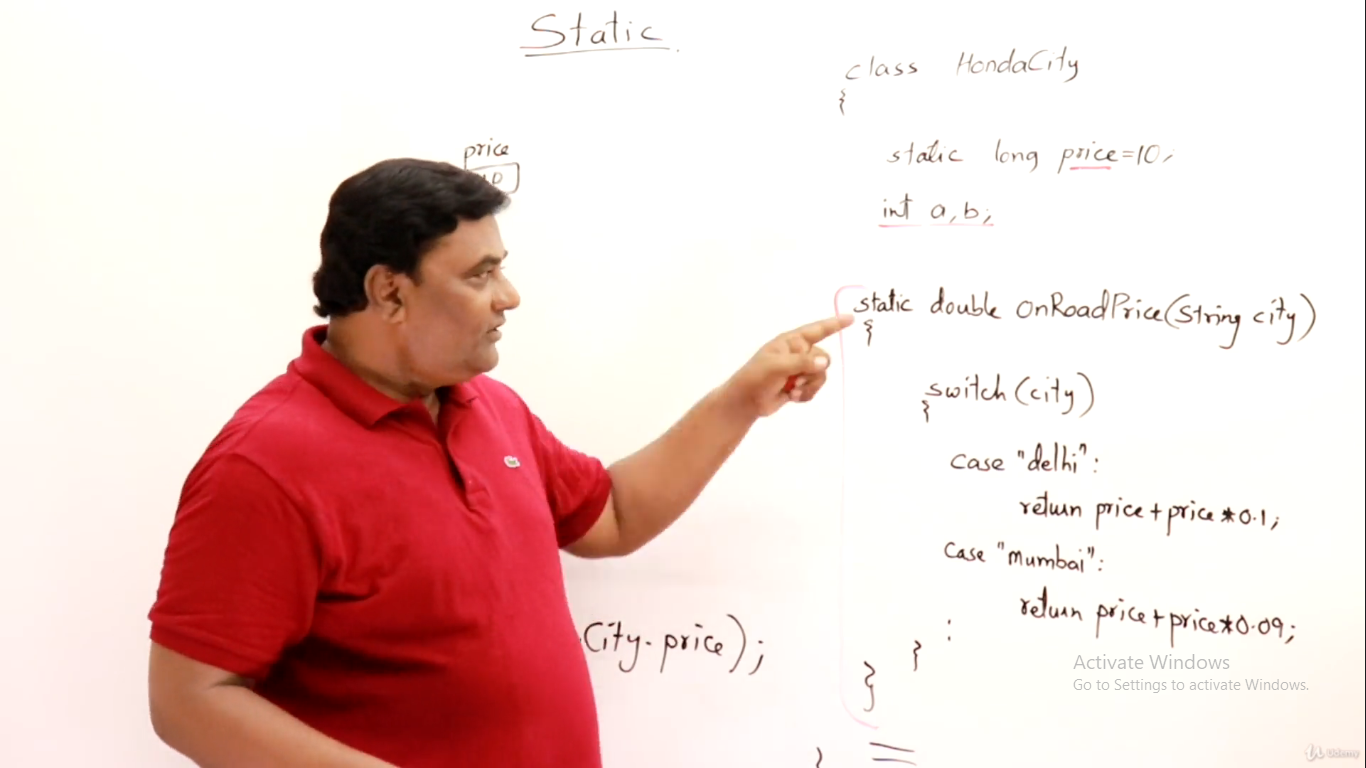 Static
price
class HondaCity
{
static long price=10;
int a,b;
static double onRoadPrice(String city)
{
switch(city)
{
case "delhi":
return price+price*0.1;
case "mumbai":
return price+price*0.09;
:
}
}
City.price);
}
Activate Windows
Go to Settings to activate Windows.
Udemy